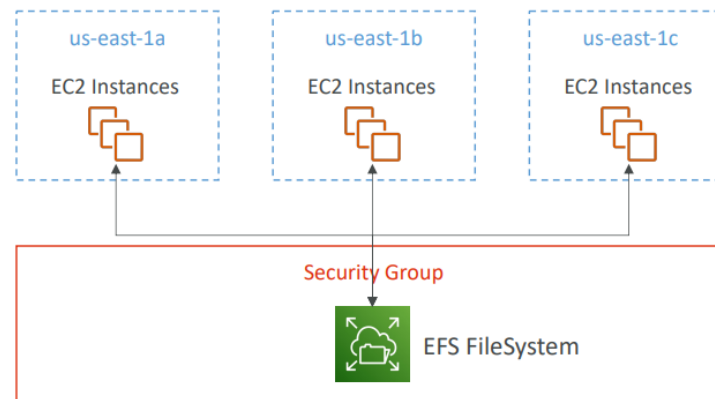 us-east-1a
us-east-1b
us-east-1c
EC2 Instances
EC2 Instances
EC2 Instances
Security Group
EFS FileSystem